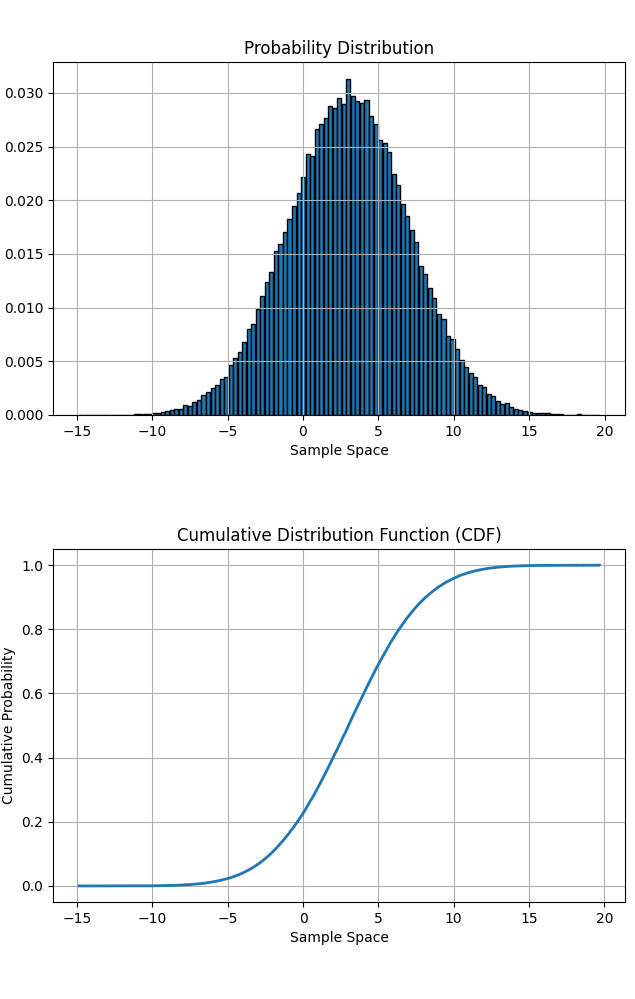 Probability Distribution
0.030
0.025
0.020
0.015
0.010
0.005
0.000
−15 −10 −5 0 5 10 15 20
Sample Space
Cumulative Distribution Function (CDF)
Cumulative Probability
1.0
0.8
0.6
0.4
0.2
0.0
−15 −10 −5 0 5 10 15 20
Sample Space